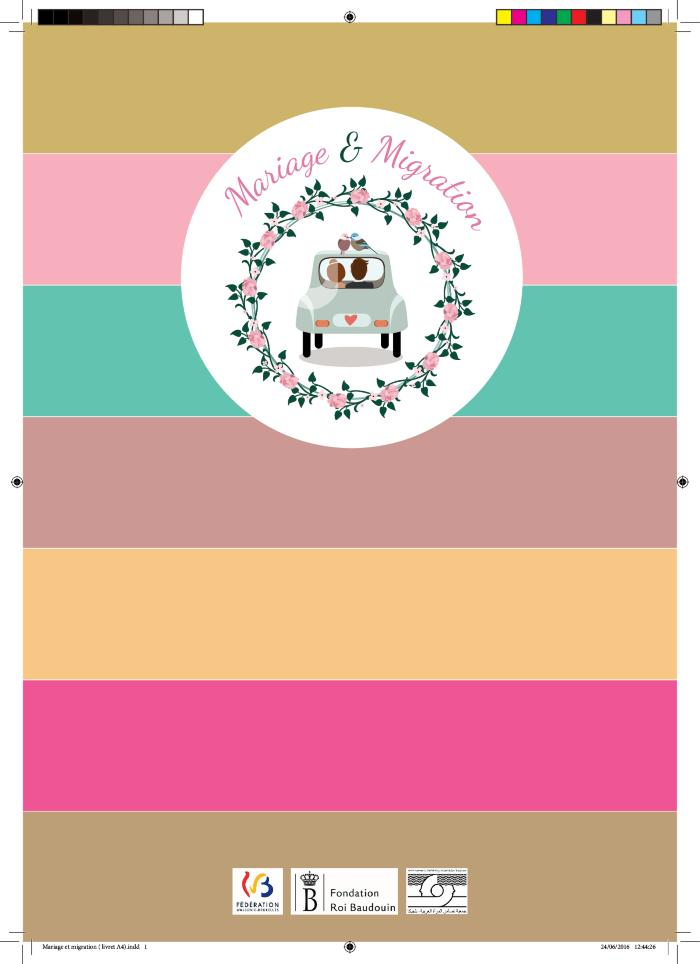 Mariage & Migration
FÉDÉRATION
WALLONIE-BRUXELLES
B
Fondation
Roi Baudouin
Mariage et migration ( livret A4).indd 1
24/06/2016 12:44:26